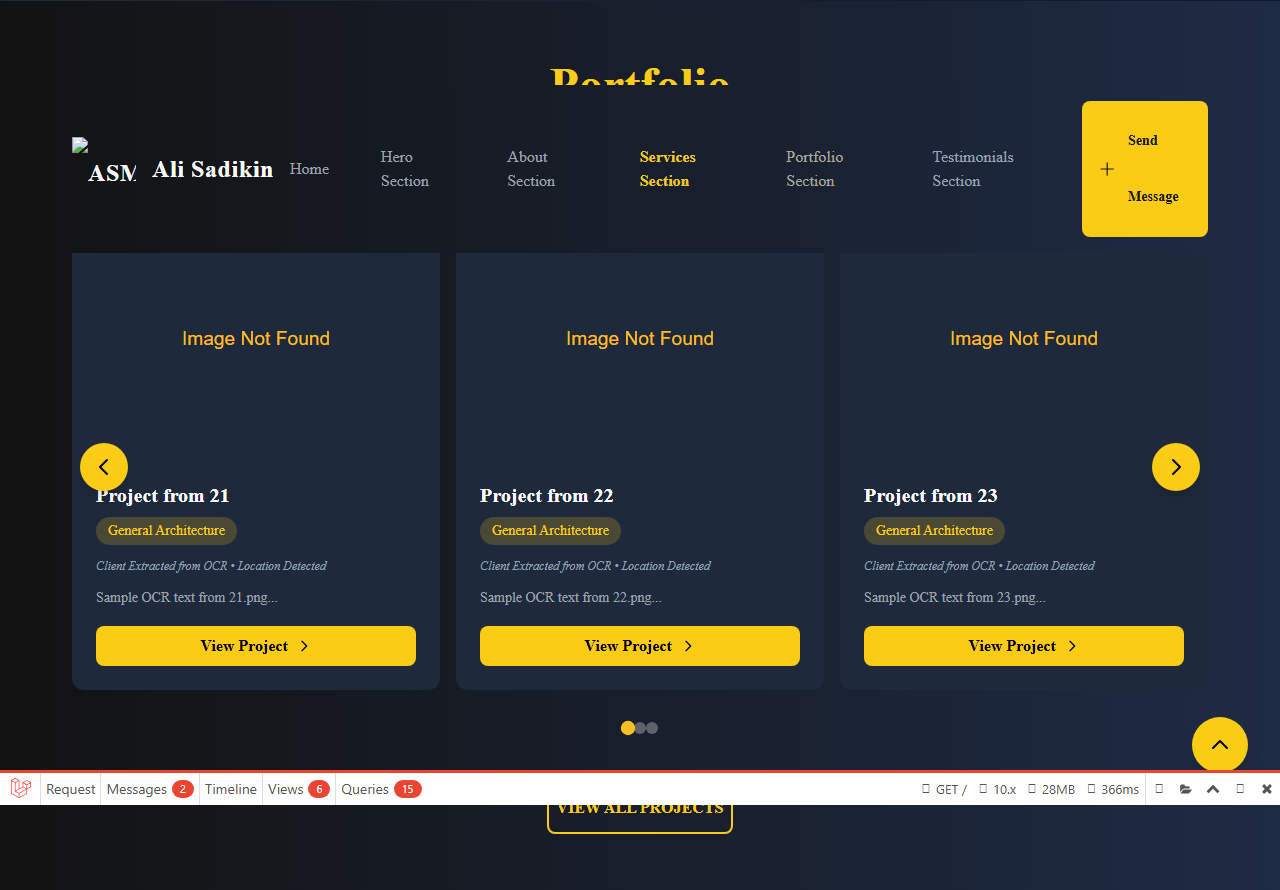 Portfolio
ASM
Ali Sadikin
Home
Hero
Section
About
Section
Services
Section
Portfolio
Section
Testimonials
Section
Send
Message
Image Not Found
Image Not Found
Image Not Found
Project from 21
General Architecture
Client Extracted from OCR • Location Detected
Sample OCR text from 21.png...
View Project
Project from 22
General Architecture
Client Extracted from OCR • Location Detected
Sample OCR text from 22.png...
View Project
Project from 23
General Architecture
Client Extracted from OCR • Location Detected
Sample OCR text from 23.png...
View Project
Request Messages 2 Timeline Views 6 Queries 15 GET / 10.x 28MB 366ms
VIEW ALL PROJECTS